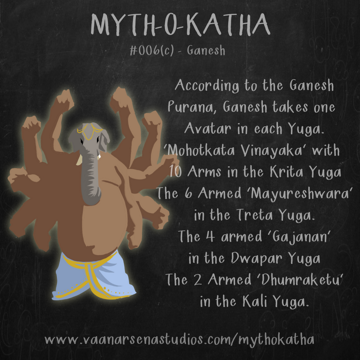 MYTH-O-KATHA
#006(c) - Ganesh
According to the Ganesh
Purana, Ganesh takes one
Avatar in each Yuga.
'Mohotkata Vinayaka' with
10 Arms in the Krita Yuga
The 6 Armed 'Mayureshwara'
in the Treta Yuga.
The 4 armed 'Gajanan'
in the Dwapar Yuga
The 2 Armed 'Dhumraketu'
in the Kali Yuga.
www.vaanarsenastudios.com/mythokatha